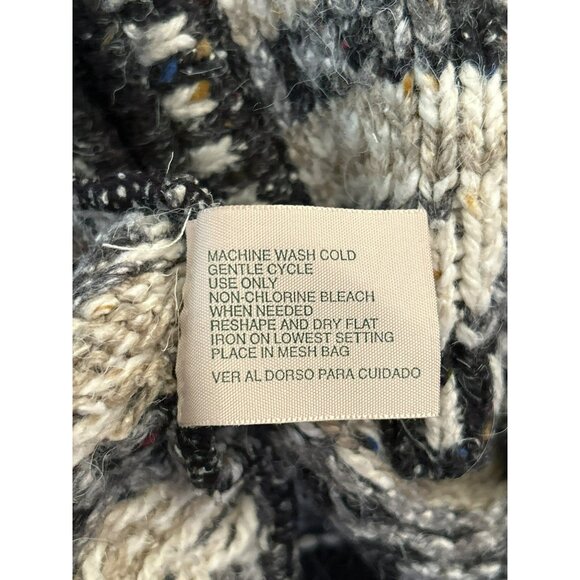 MACHINE WASH COLD
GENTLE CYCLE
USE ONLY
NON-CHLORINE BLEACH
WHEN NEEDED
RESHAPE AND DRY FLAT
IRON ON LOWEST SETTING
PLACE IN MESH BAG
VER AL DORSO PARA CUIDADO